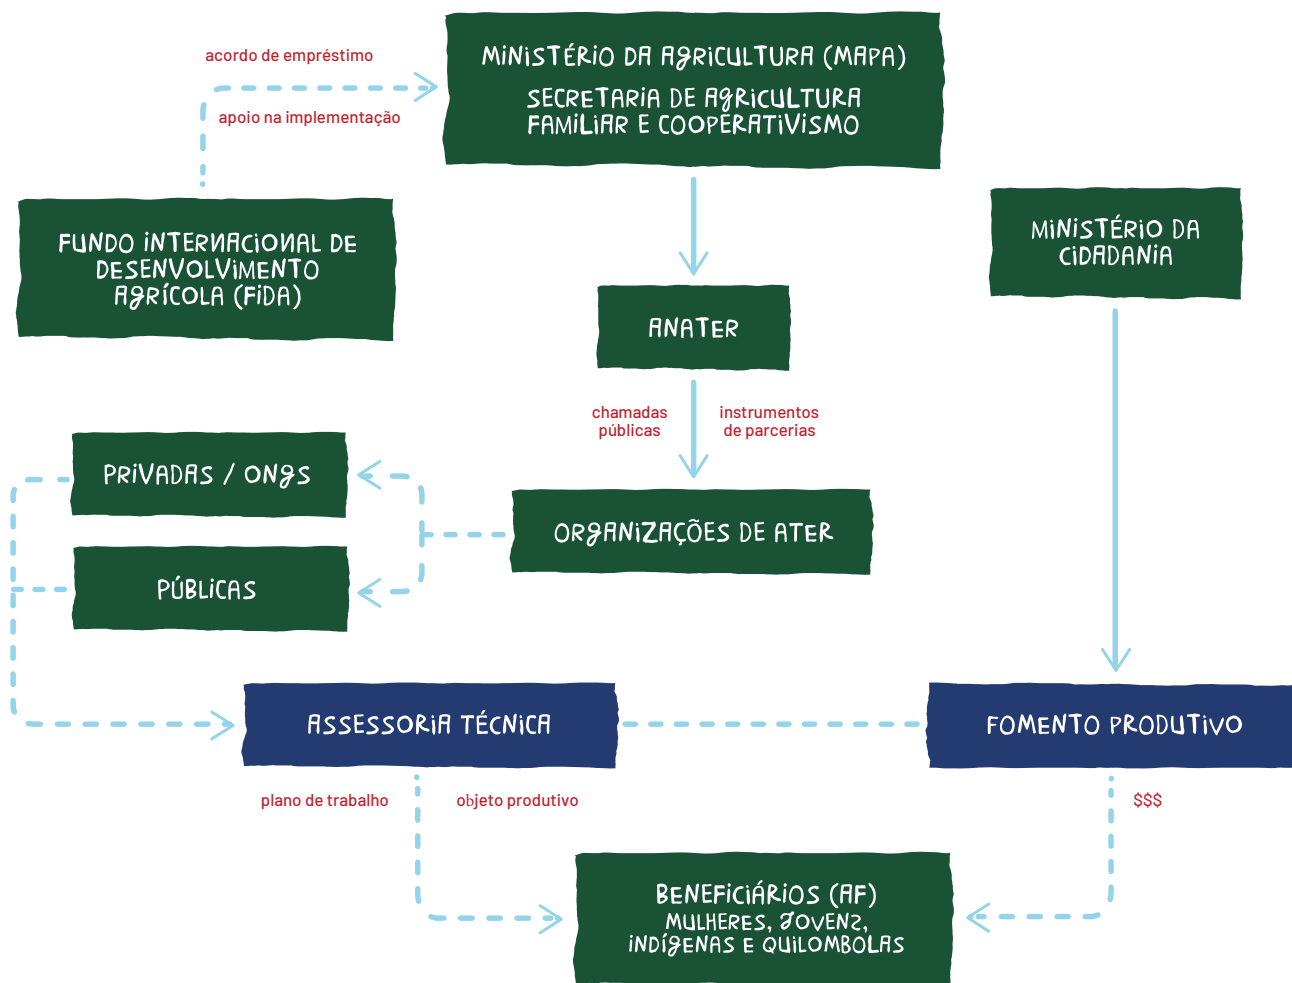 acordo de empréstimo
apoio na implementação
MINISTÉRIO DA AGRICULTURA (MAPA)
SECRETARIA DE AGRICULTURA
FAMILIAR E COOPERATIVISMO
FUNDO INTERNACIONAL DE
DESENVOLVIMENTO
AGRÍCOLA (FIDA)
MINISTÉRIO DA
CIDADANIA
ANATER
chamadas
públicas
instrumentos
de parcerias
PRIVADAS / ONGS
ORGANIZAÇÕES DE ATER
PÚBLICAS
ASSESSORIA TÉCNICA
FOMENTO PRODUTIVO
plano de trabalho
objeto produtivo
$$$
BENEFICIÁRIOS (AF)
MULHERES, JOVENS,
INDÍGENAS E QUILOMBOLAS